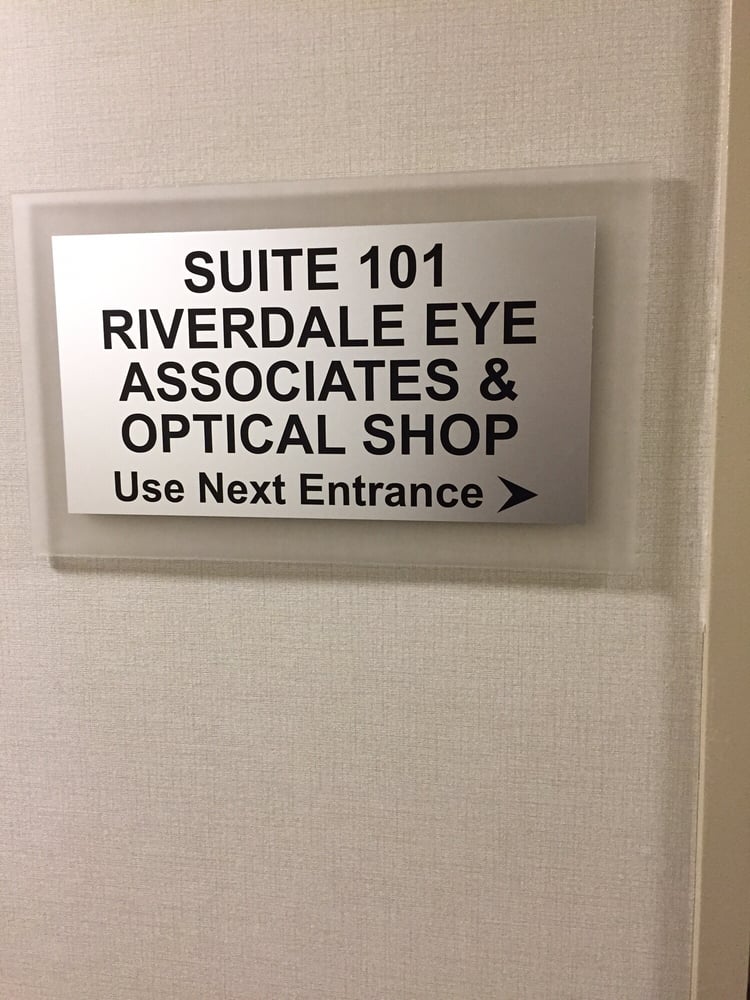 SUITE 101
RIVERDALE EYE
ASSOCIATES &
OPTICAL SHOP
Use Next Entrance ➤